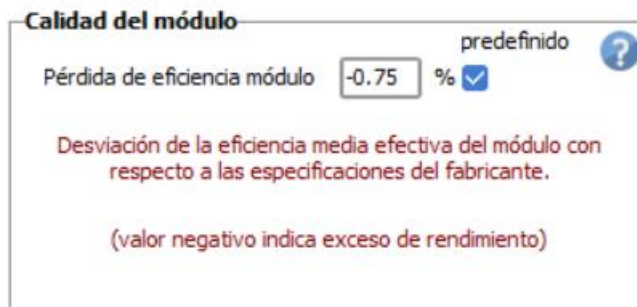 Calidad del módulo
predefinido
?
Pérdida de eficiencia módulo -0.75 %
Desviación de la eficiencia media efectiva del módulo con
respecto a las especificaciones del fabricante.
(valor negativo indica exceso de rendimiento)